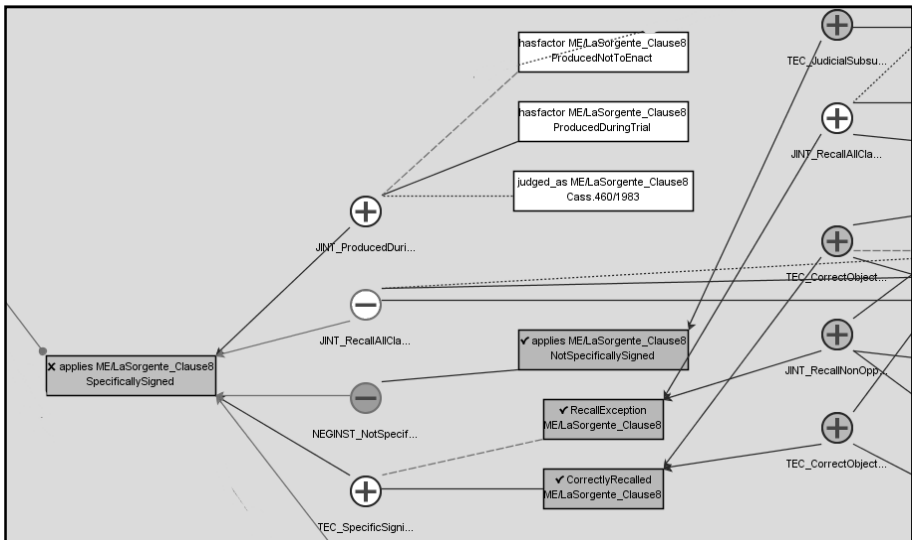 hasfactor ME/LaSorgente_Clause8
ProducedNotToEnact
TEC_JudicialSubsu...
hasfactor ME/LaSorgente_Clause8
ProducedDuringTrial
JINT_RecallAllCla...
judged_as ME/LaSorgente_Clause8
Cass.460/1983
JINT_ProducedDuri...
TEC_CorrectObject...
JINT_RecallAllCla...
✔ applies ME/LaSorgente_Clause8
NotSpecificallySigned
✘ applies ME/LaSorgente_Clause8
SpecificallySigned
JINT_RecallNonOpp...
NEGINST_NotSpecif...
✔ RecallException
ME/LaSorgente_Clause8
TEC_CorrectObject...
✔ CorrectlyRecalled
ME/LaSorgente_Clause8
TEC_SpecificSigni...